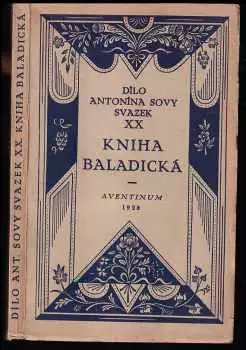 DÍLO ANT. SOVY SVAZEK XX. KNIHA BALADICKÁ
DÍLO
ANTONÍNA SOVY
SVAZEK
XX
KNIHA
BALADICKÁ
AVENTINUM
1928